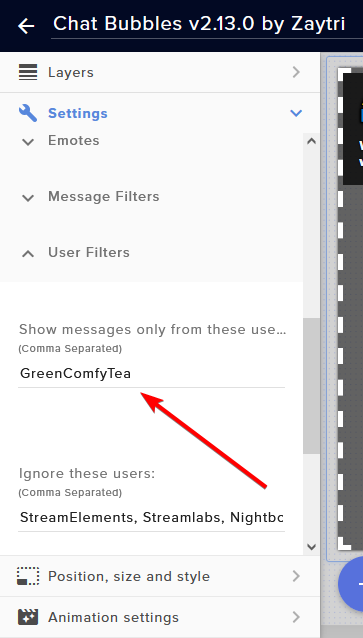 Chat Bubbles v2.13.0 by Zaytri
Layers
Settings
Emotes
Message Filters
User Filters
Show messages only from these use...
(Comma Separated)
GreenComfyTea
Ignore these users:
(Comma Separated)
StreamElements, Streamlabs, Nightbc
Position, size and style
Animation settings